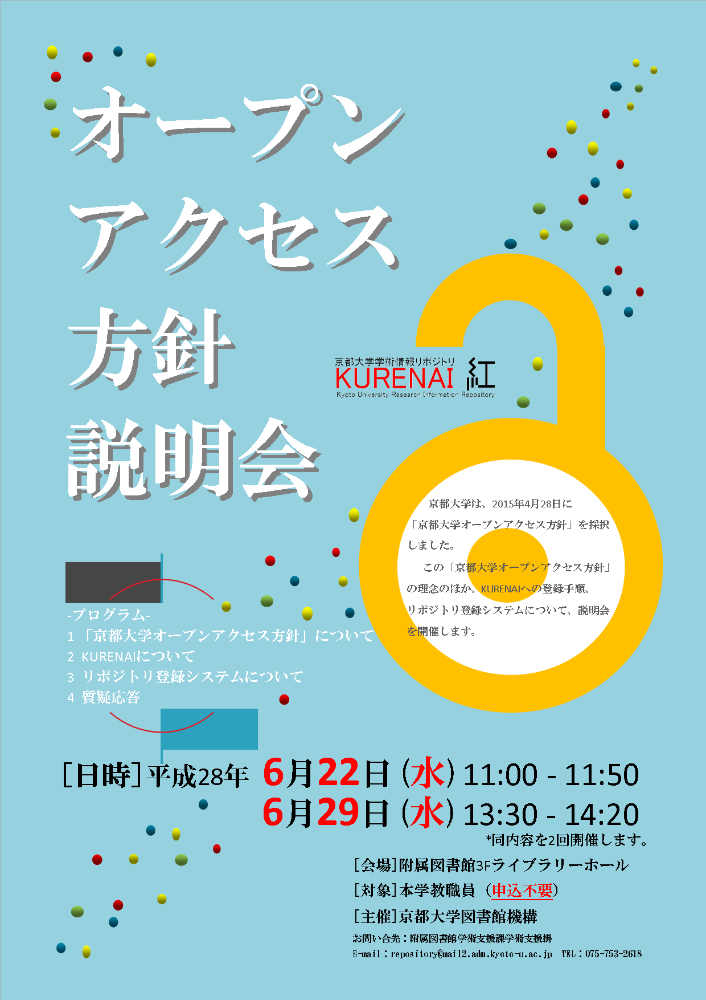 オープン
アクセス
方針
説明会
京都大学学術情報リポジトリ
KURENAI 紅
Kyoto University Research Information Repository
京都大学は、2015年4月28日に
「京都大学オープンアクセス方針」を採択
しました。
この「京都大学オープンアクセス方針」
の理念のほか、KURENAIへの登録手順、
リポジトリ登録システムについて、説明会
を開催します。
-プログラム-
1 「京都大学オープンアクセス方針」について
2 KURENAIについて
3 リポジトリ登録システムについて
4 質疑応答
[日時]平成28年 6月22日(水)11:00 - 11:50
6月29日(水)13:30 - 14:20
*同内容を2回開催します。
[会場]附属図書館3Fライブラリーホール
[対象]本学教職員（申込不要）
[主催]京都大学図書館機構
お問い合先：附属図書館学術支援課学術支援掛
E-mail：repository@mail2.adm.kyoto-u.ac.jp TEL：075-753-2618